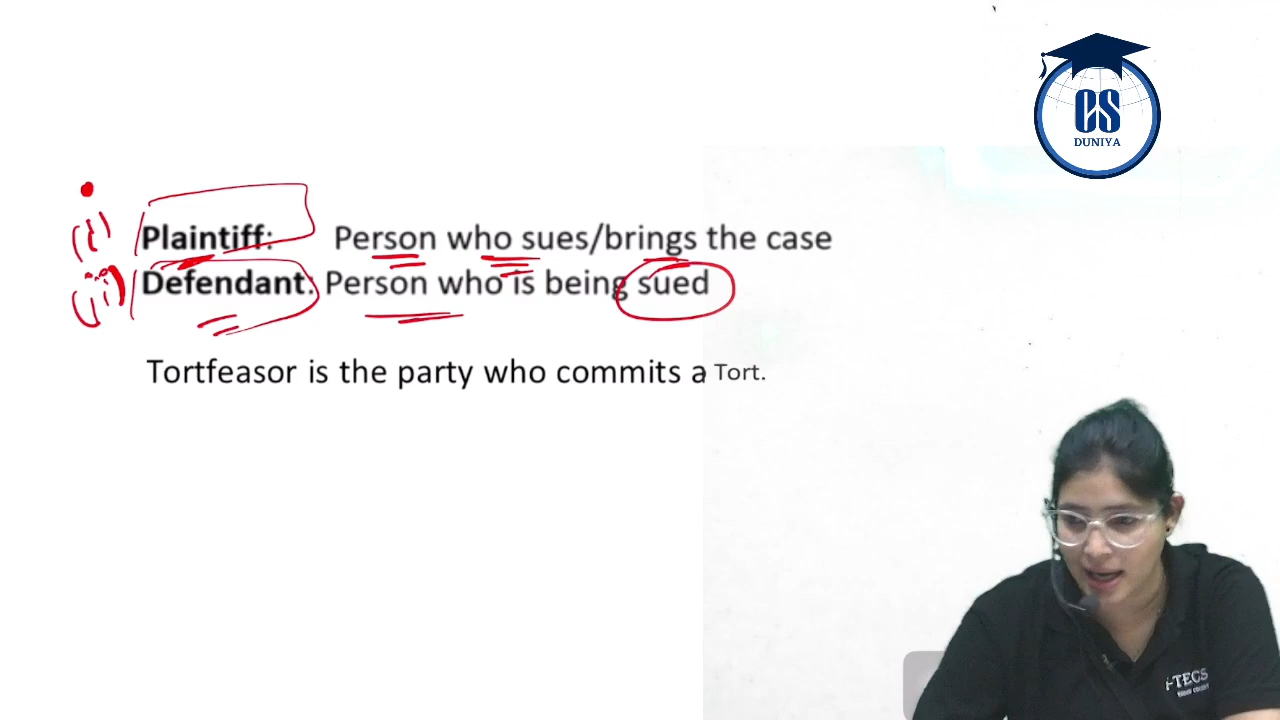 CS
DUNIYA
(i) Plaintiff: Person who sues/brings the case
(ii) Defendant: Person who is being sued
Tortfeasor is the party who commits a Tort.